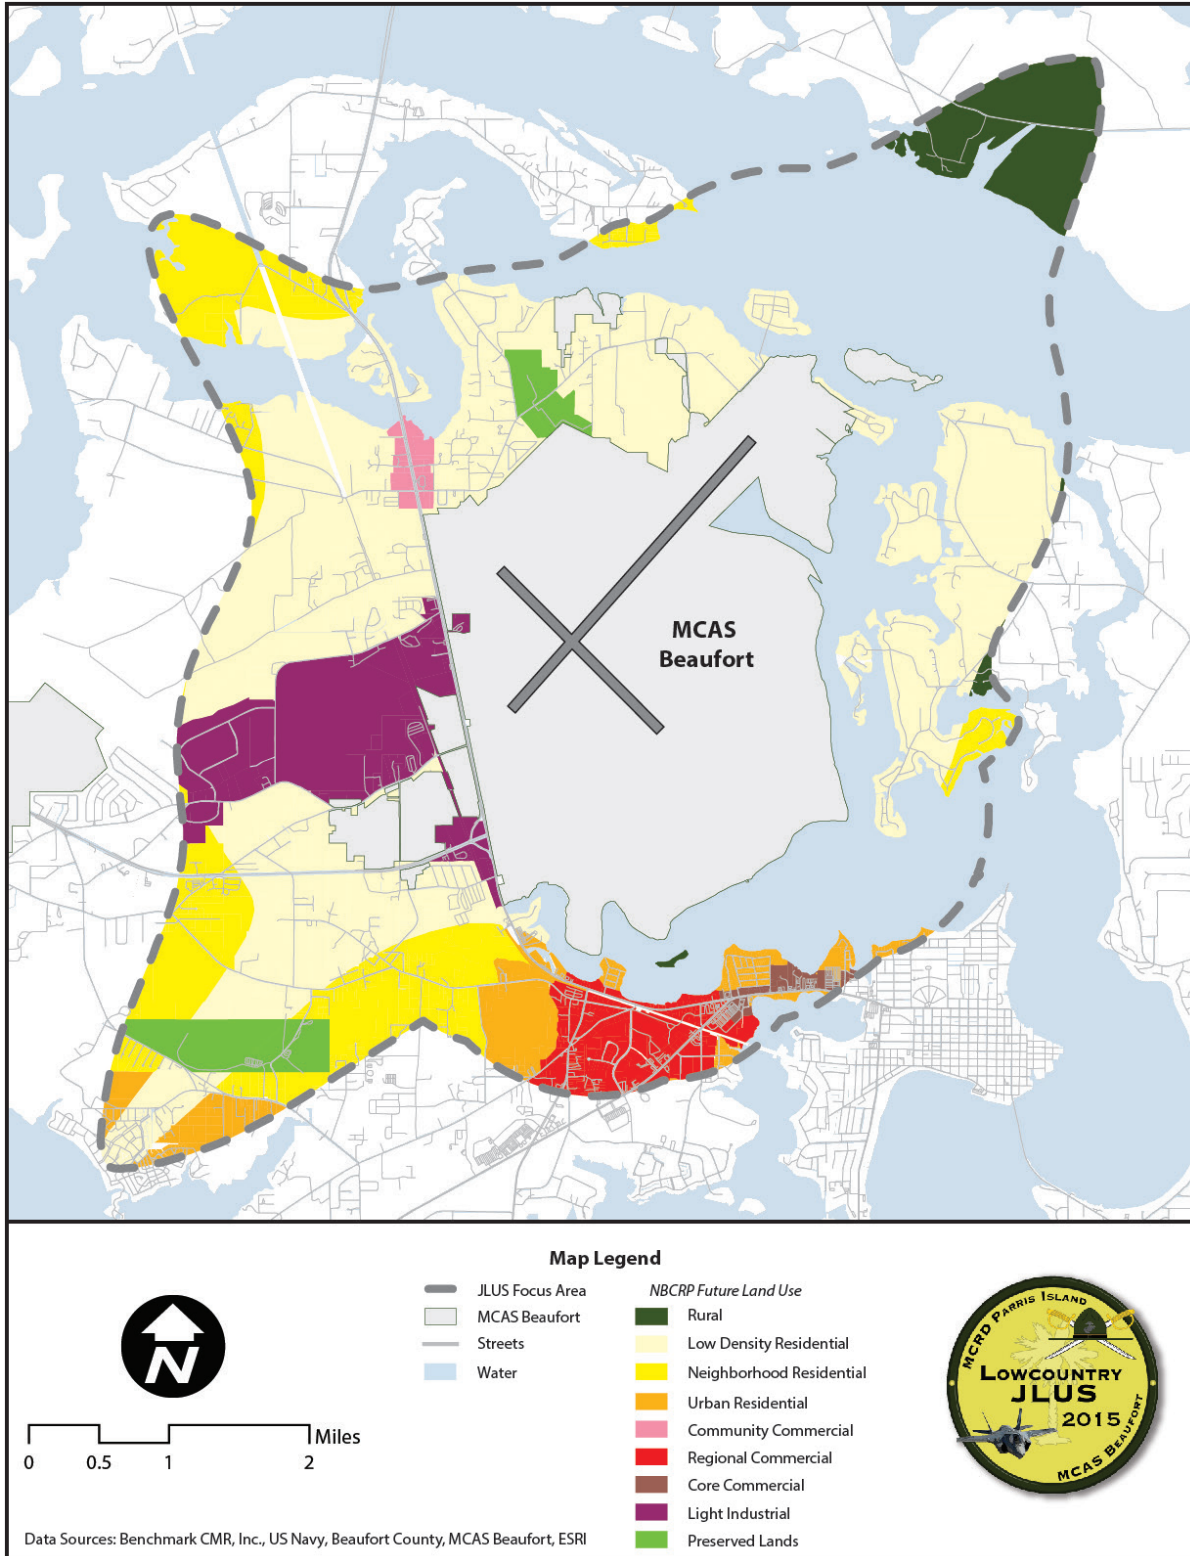 MCAS
Beaufort
Map Legend
JLUS Focus Area
MCAS Beaufort
Streets
Water
NBCRP Future Land Use
Rural
Low Density Residential
Neighborhood Residential
Urban Residential
Community Commercial
Regional Commercial
Core Commercial
Light Industrial
Preserved Lands
N
Miles
0 0.5 1 2
MCRD PARRIS ISLAND
LOWCOUNTRY
JLUS
2015
MCAS BEAUFORT
Data Sources: Benchmark CMR, Inc., US Navy, Beaufort County, MCAS Beaufort, ESRI